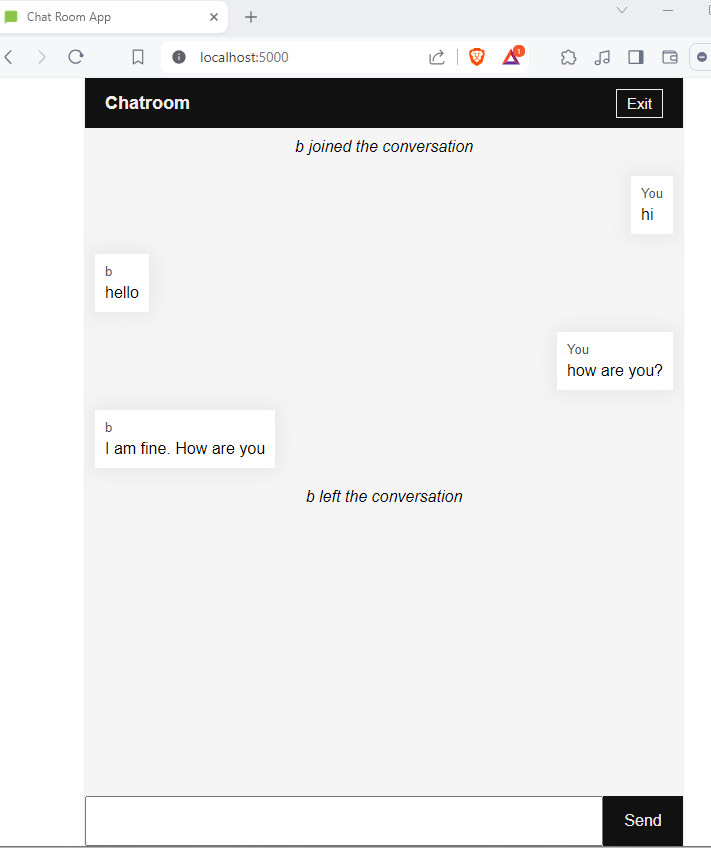 Chat Room App
localhost:5000
1
Chatroom
Exit
b joined the conversation
You
hi
b
hello
You
how are you?
b
I am fine. How are you
b left the conversation
Send